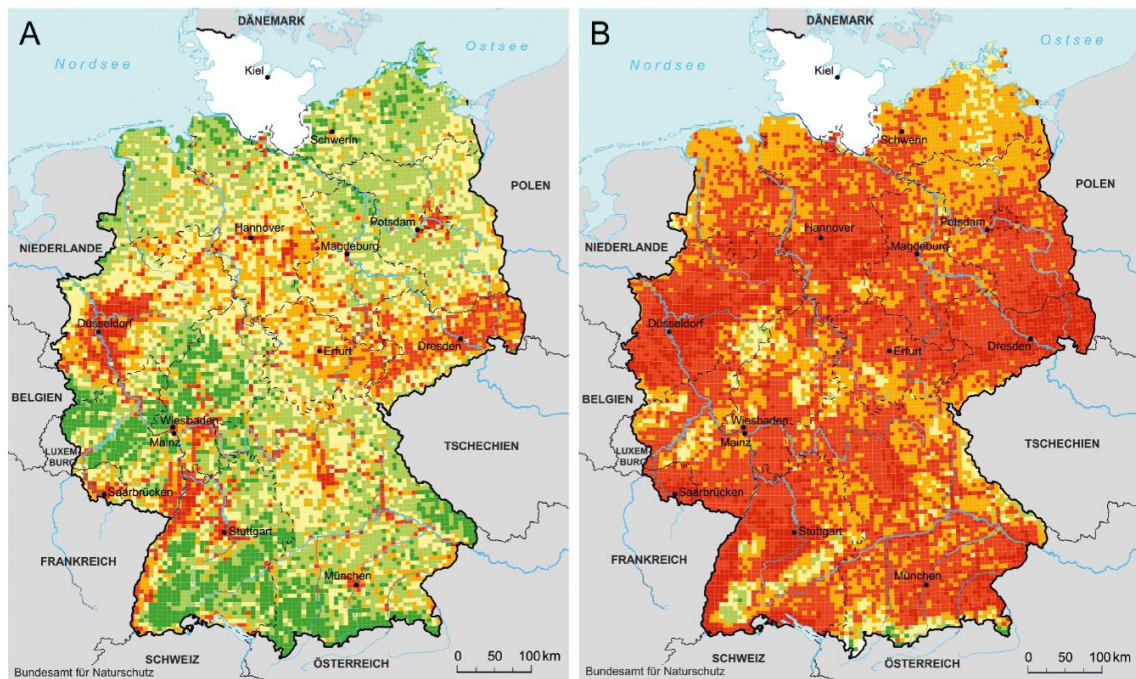 A
DÄNEMARK
Ostsee
Nordsee
Kiel
Schwerin
POLEN
Potsdam
Hannover
Magdeburg
NIEDERLANDE
Düsseldorf
Dresden
Erfurt
BELGIEN
Wiesbaden
Mainz
LUXEM
BURG
TSCHECHIEN
Saarbrücken
Stuttgart
FRANKREICH
München
SCHWEIZ
ÖSTERREICH
0 50 100 km
Bundesamt für Naturschutz
B
DÄNEMARK
Ostsee
Nordsee
Kiel
Schwerin
POLEN
Potsdam
Hannover
Magdeburg
NIEDERLANDE
Düsseldorf
Dresden
Erfurt
BELGIEN
Wiesbaden
Mainz
LUXEM
BURG
TSCHECHIEN
Saarbrücken
Stuttgart
FRANKREICH
München
SCHWEIZ
ÖSTERREICH
0 50 100 km
Bundesamt für Naturschutz